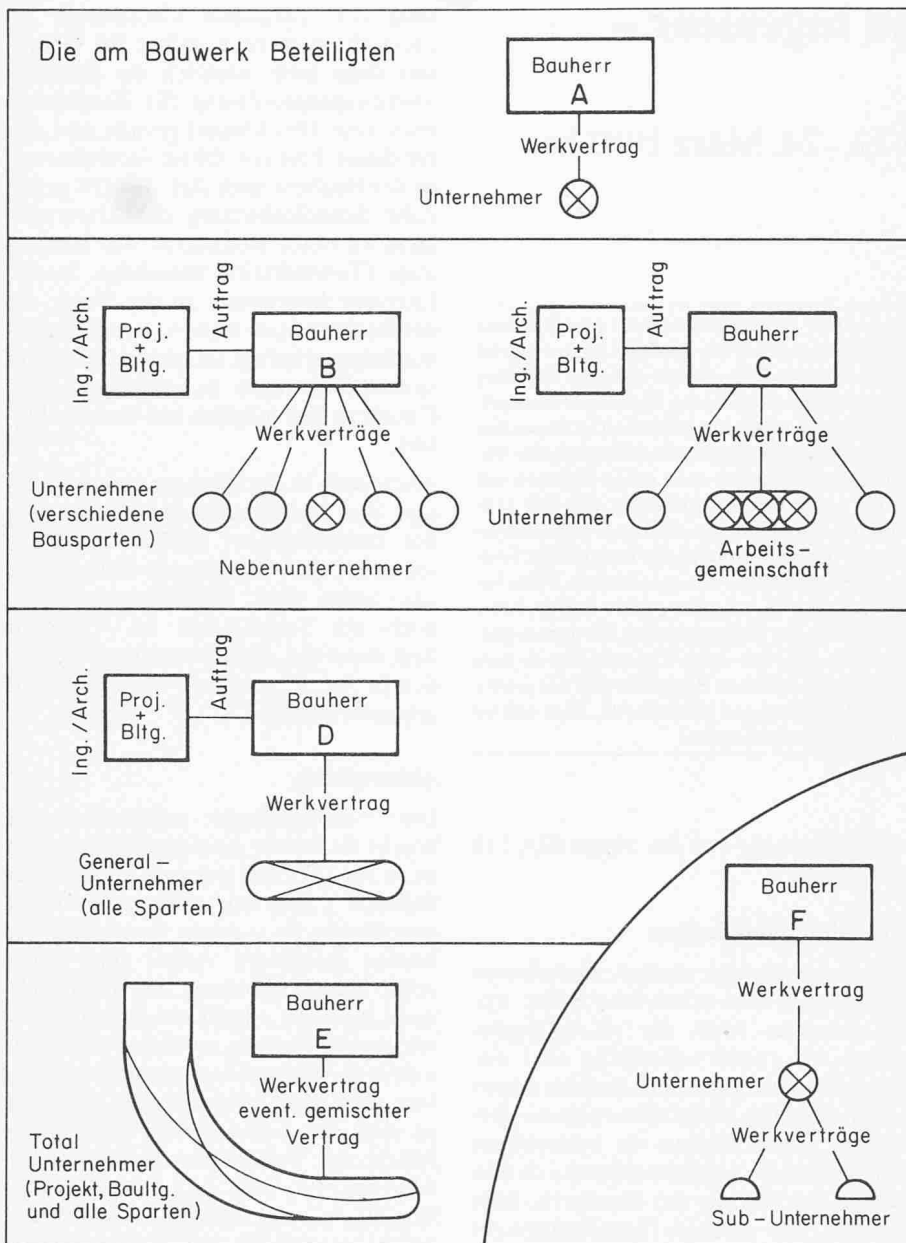 Die am Bauwerk Beteiligten
Bauherr
A
Werkvertrag
Unternehmer
Ing./Arch.
Proj.
+
Bltg.
Auftrag
Bauherr
B
Werkverträge
Unternehmer
(verschiedene
Bausparten)
Nebenunternehmer
Ing./Arch.
Proj.
+
Bltg.
Auftrag
Bauherr
C
Werkverträge
Unternehmer
Arbeits-
gemeinschaft
Ing./Arch.
Proj.
+
Bltg.
Auftrag
Bauherr
D
Werkvertrag
General-
Unternehmer
(alle Sparten)
Bauherr
E
Werkvertrag
event. gemischter
Vertrag
Total
Unternehmer
(Projekt, Baultg.
und alle Sparten)
Bauherr
F
Werkvertrag
Unternehmer
Werkverträge
Sub-Unternehmer